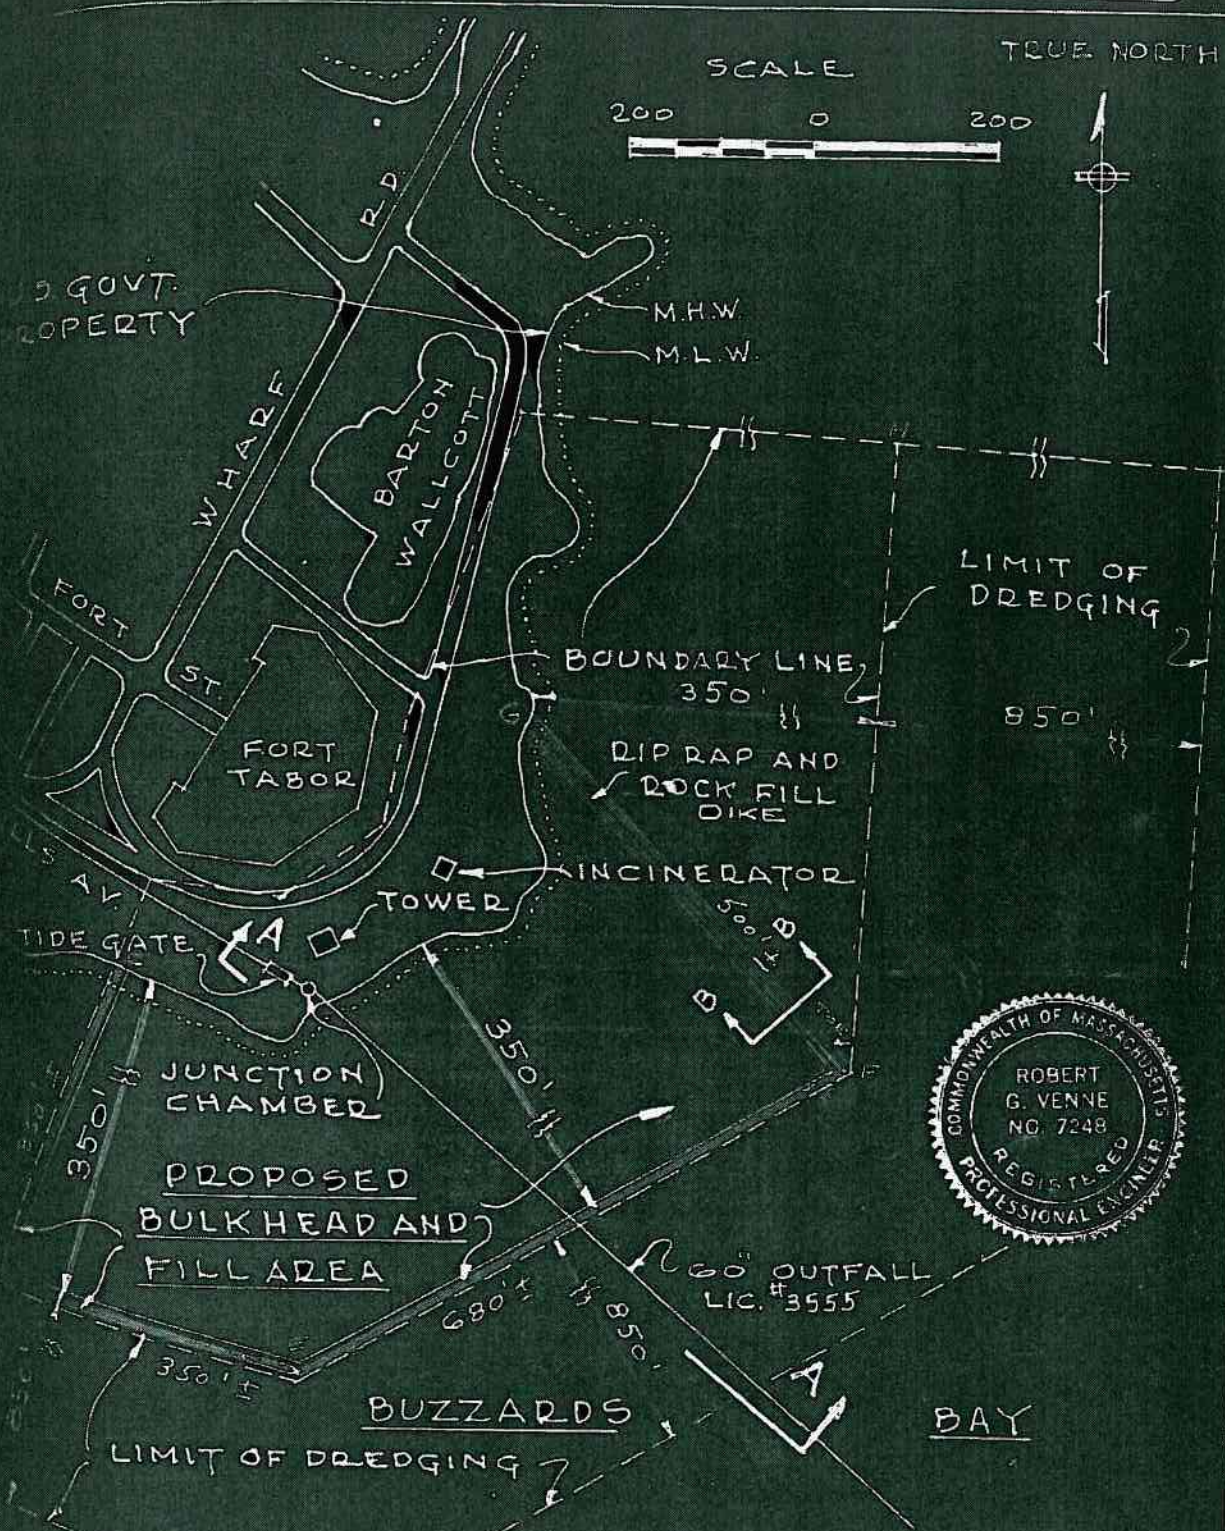 SCALE
TRUE NORTH
200 0 200
RD
GOVT.
M.H.W.
M.L.W.
WHARF
BARTON
WALLCOTT
LIMIT OF
DREDGING
FORT
ST.
BOUNDARY LINE
350'
850'
G
RIP RAP AND
ROCK FILL
DIKE
FORT
TABOR
INCINERATOR
AV
TOWER
500'±
B
B
A
TIDE GATE
350'
350'
F
JUNCTION
CHAMBER
COMMONWEALTH OF MASSACHUSETTS
ROBERT
G. VENNE
NO. 7248
REGISTERED
PROFESSIONAL ENGINEER
PROPOSED
BULKHEAD AND
FILL AREA
60" OUTFALL
LIC. #3555
680'±
850'
350'±
A
BUZZARDS
BAY
LIMIT OF DREDGING